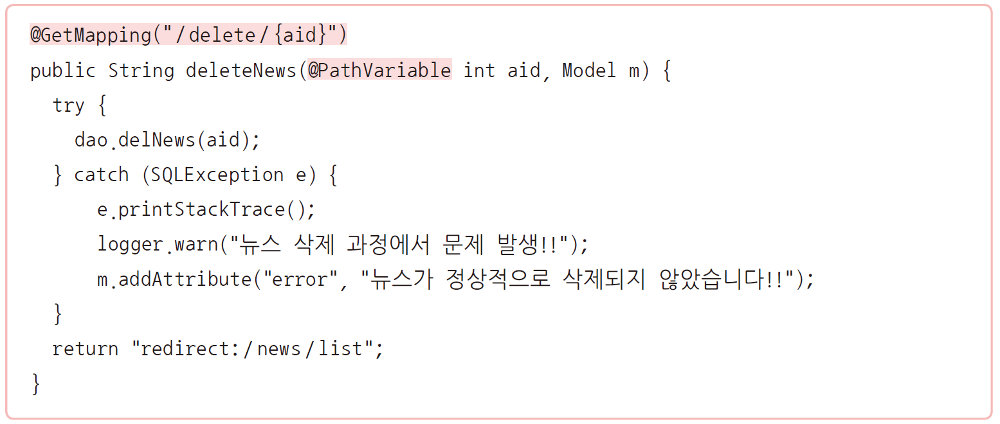 @GetMapping("/delete/{aid}")
public String deleteNews(@PathVariable int aid, Model m) {
  try {
    dao.delNews(aid);
  } catch (SQLException e) {
      e.printStackTrace();
      logger.warn("뉴스 삭제 과정에서 문제 발생!!");
      m.addAttribute("error", "뉴스가 정상적으로 삭제되지 않았습니다!!");
  }
  return "redirect:/news/list";
}